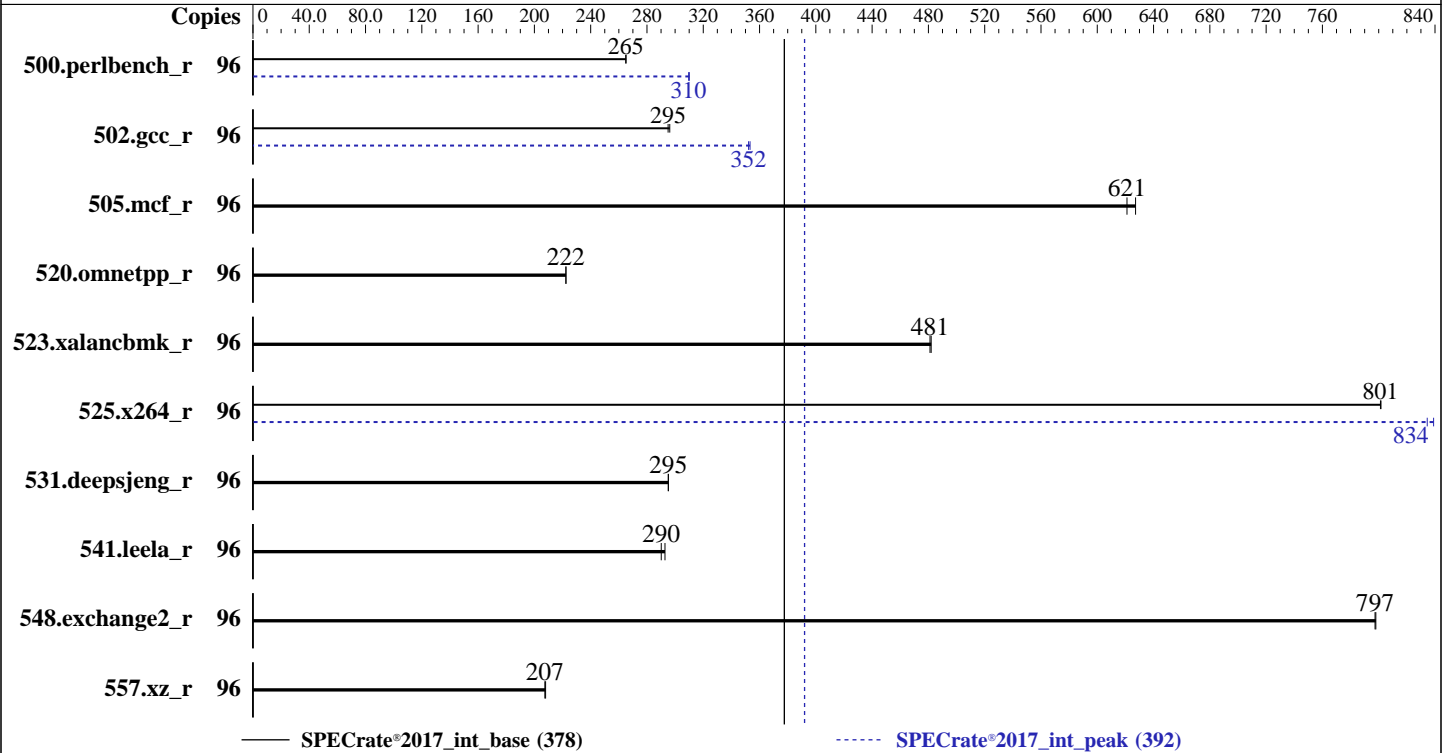 Copies 0 40.0 80.0 120 160 200 240 280 320 360 400 440 480 520 560 600 640 680 720 760 840
500.perlbench_r 96 265
310
502.gcc_r 96 295
352
505.mcf_r 96 621
520.omnetpp_r 96 222
523.xalancbmk_r 96 481
525.x264_r 96 801
834
531.deepsjeng_r 96 295
541.leela_r 96 290
548.exchange2_r 96 797
557.xz_r 96 207
SPECrate®2017_int_base (378) SPECrate®2017_int_peak (392)